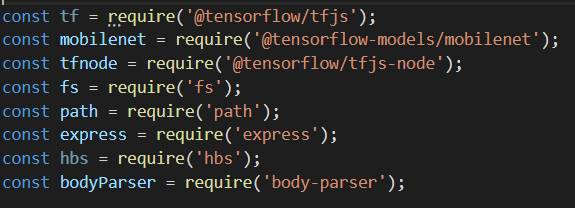 const tf = require('@tensorflow/tfjs');
const mobilenet = require('@tensorflow-models/mobilenet');
const tfnode = require('@tensorflow/tfjs-node');
const fs = require('fs');
const path = require('path');
const express = require('express');
const hbs = require('hbs');
const bodyParser = require('body-parser');